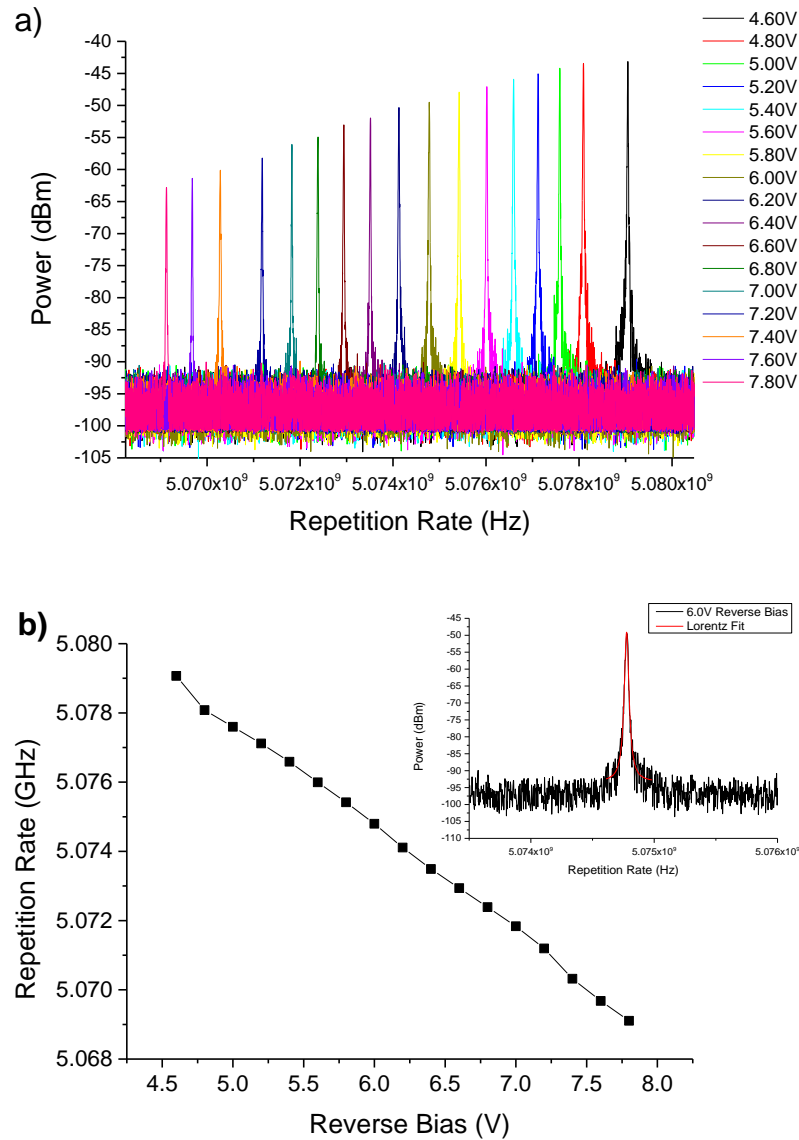 a)
-40
-45
-50
-55
-60
-65
-70
-75
-80
-85
-90
-95
-100
-105
Power (dBm)
5.070x10⁹ 5.072x10⁹ 5.074x10⁹ 5.076x10⁹ 5.078x10⁹ 5.080x10⁹
Repetition Rate (Hz)
4.60V
4.80V
5.00V
5.20V
5.40V
5.60V
5.80V
6.00V
6.20V
6.40V
6.60V
6.80V
7.00V
7.20V
7.40V
7.60V
7.80V
b)
5.080
5.078
5.076
5.074
5.072
5.070
5.068
Repetition Rate (GHz)
4.5 5.0 5.5 6.0 6.5 7.0 7.5 8.0
Reverse Bias (V)
6.0V Reverse Bias
Lorentz Fit
-45
-50
-55
-60
-65
-70
-75
-80
-85
-90
-95
-100
-105
-110
Power (dBm)
5.074x10⁹ 5.075x10⁹ 5.076x10⁹
Repetition Rate (Hz)